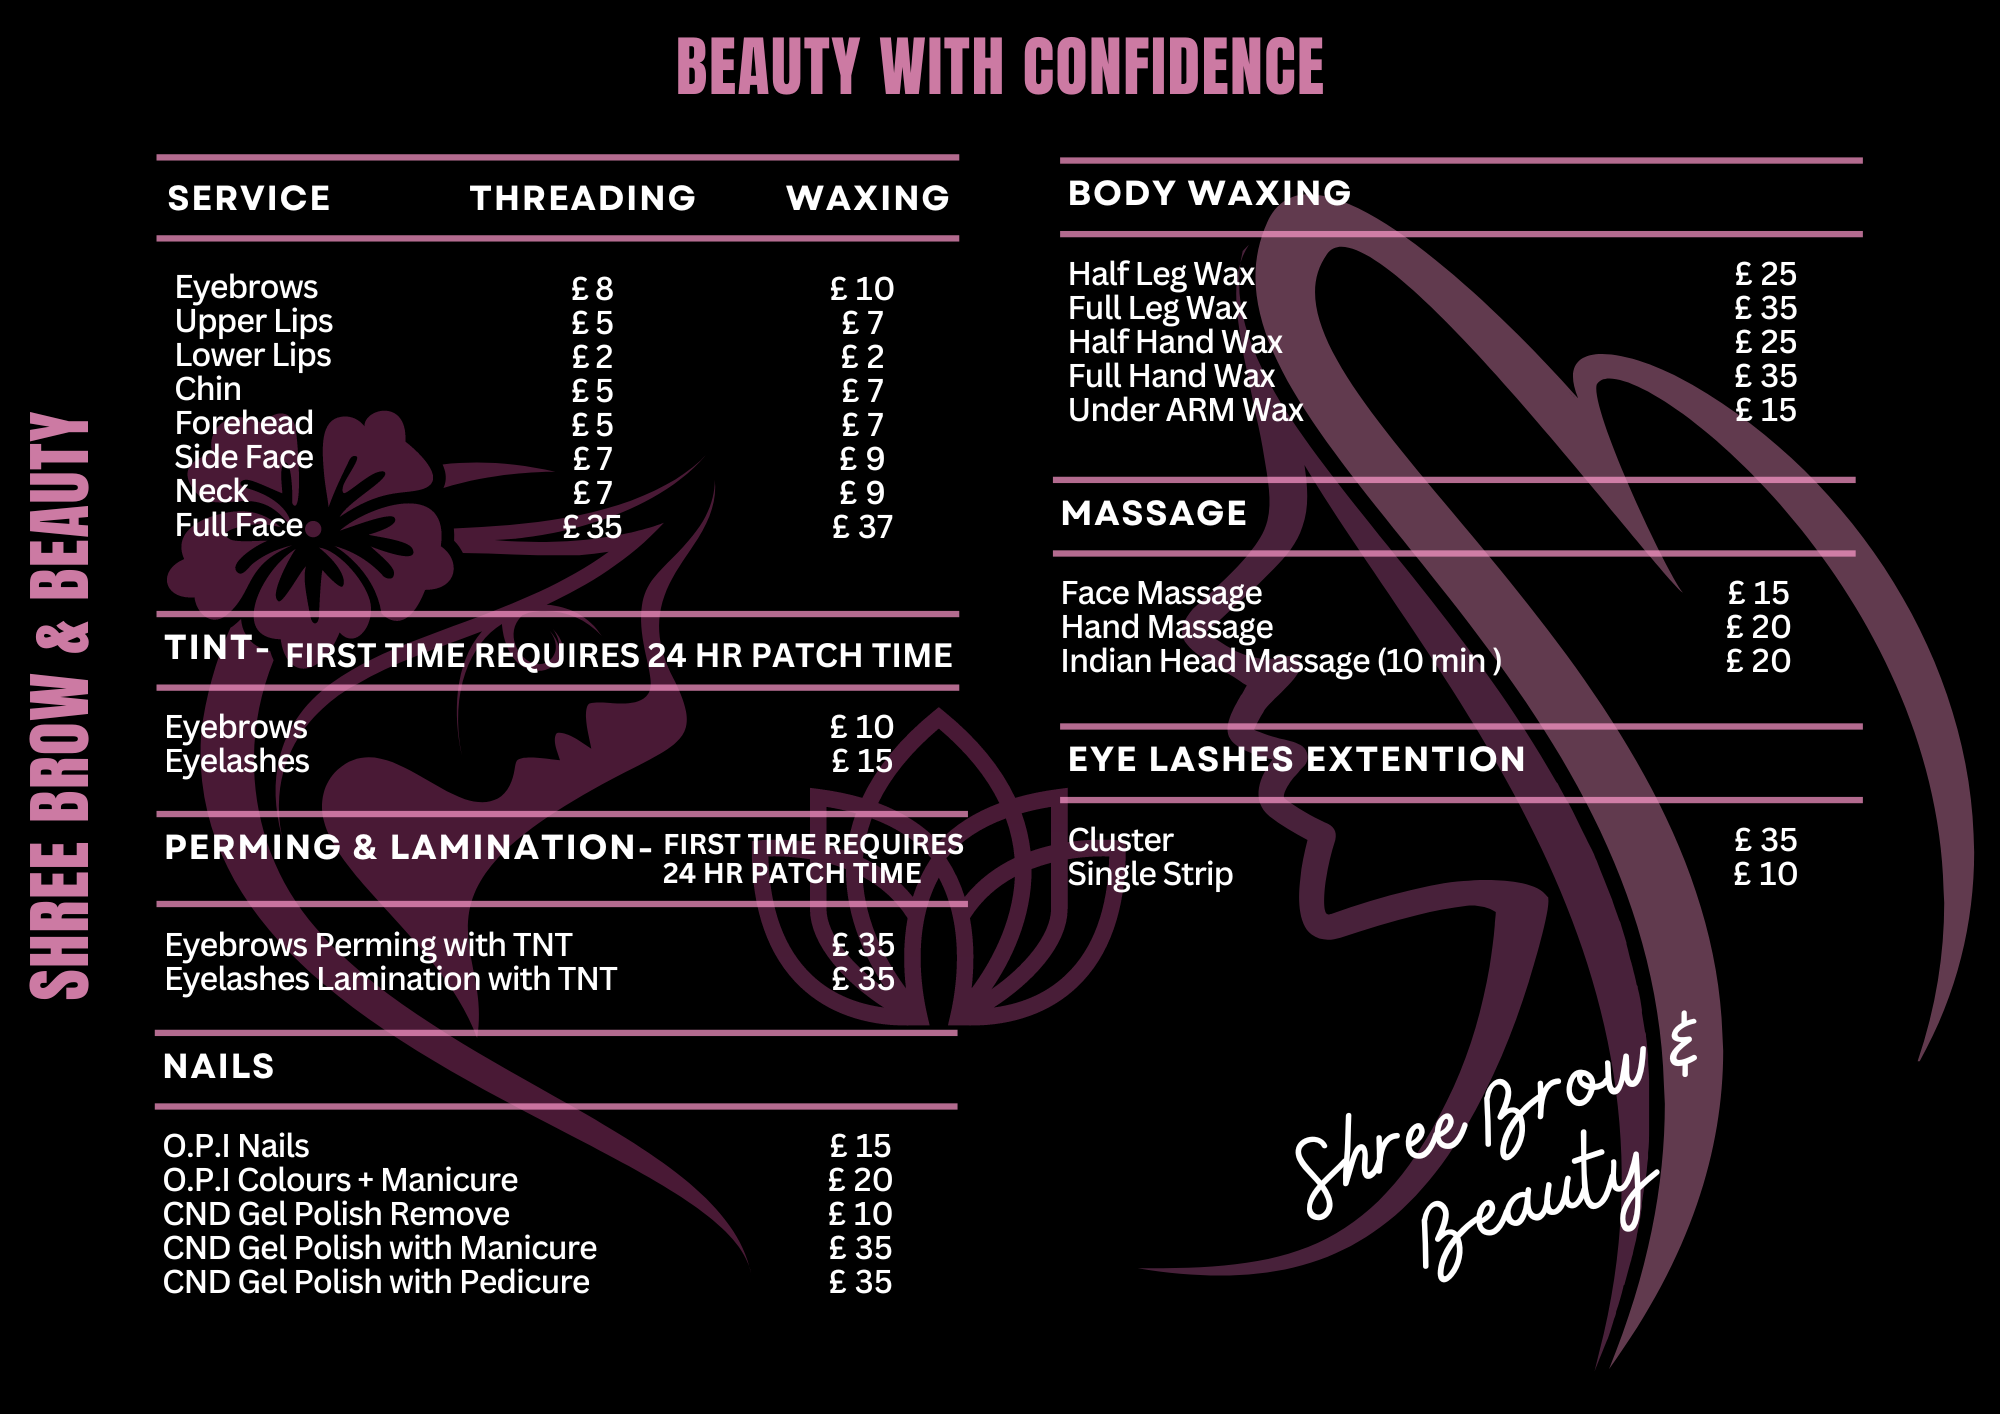 BEAUTY WITH CONFIDENCE
SHREE BROW & BEAUTY
SERVICE THREADING WAXING
Eyebrows £ 8 £ 10
Upper Lips £ 5 £ 7
Lower Lips £ 2 £ 2
Chin £ 5 £ 7
Forehead £ 5 £ 7
Side Face £ 7 £ 9
Neck £ 7 £ 9
Full Face £ 35 £ 37
TINT- FIRST TIME REQUIRES 24 HR PATCH TIME
Eyebrows £ 10
Eyelashes £ 15
PERMING & LAMINATION- FIRST TIME REQUIRES
24 HR PATCH TIME
Eyebrows Perming with TNT £ 35
Eyelashes Lamination with TNT £ 35
NAILS
O.P.I Nails £ 15
O.P.I Colours + Manicure £ 20
CND Gel Polish Remove £ 10
CND Gel Polish with Manicure £ 35
CND Gel Polish with Pedicure £ 35
BODY WAXING
Half Leg Wax £ 25
Full Leg Wax £ 35
Half Hand Wax £ 25
Full Hand Wax £ 35
Under ARM Wax £ 15
MASSAGE
Face Massage £ 15
Hand Massage £ 20
Indian Head Massage (10 min ) £ 20
EYE LASHES EXTENTION
Cluster £ 35
Single Strip £ 10
Shree Brow &
Beauty